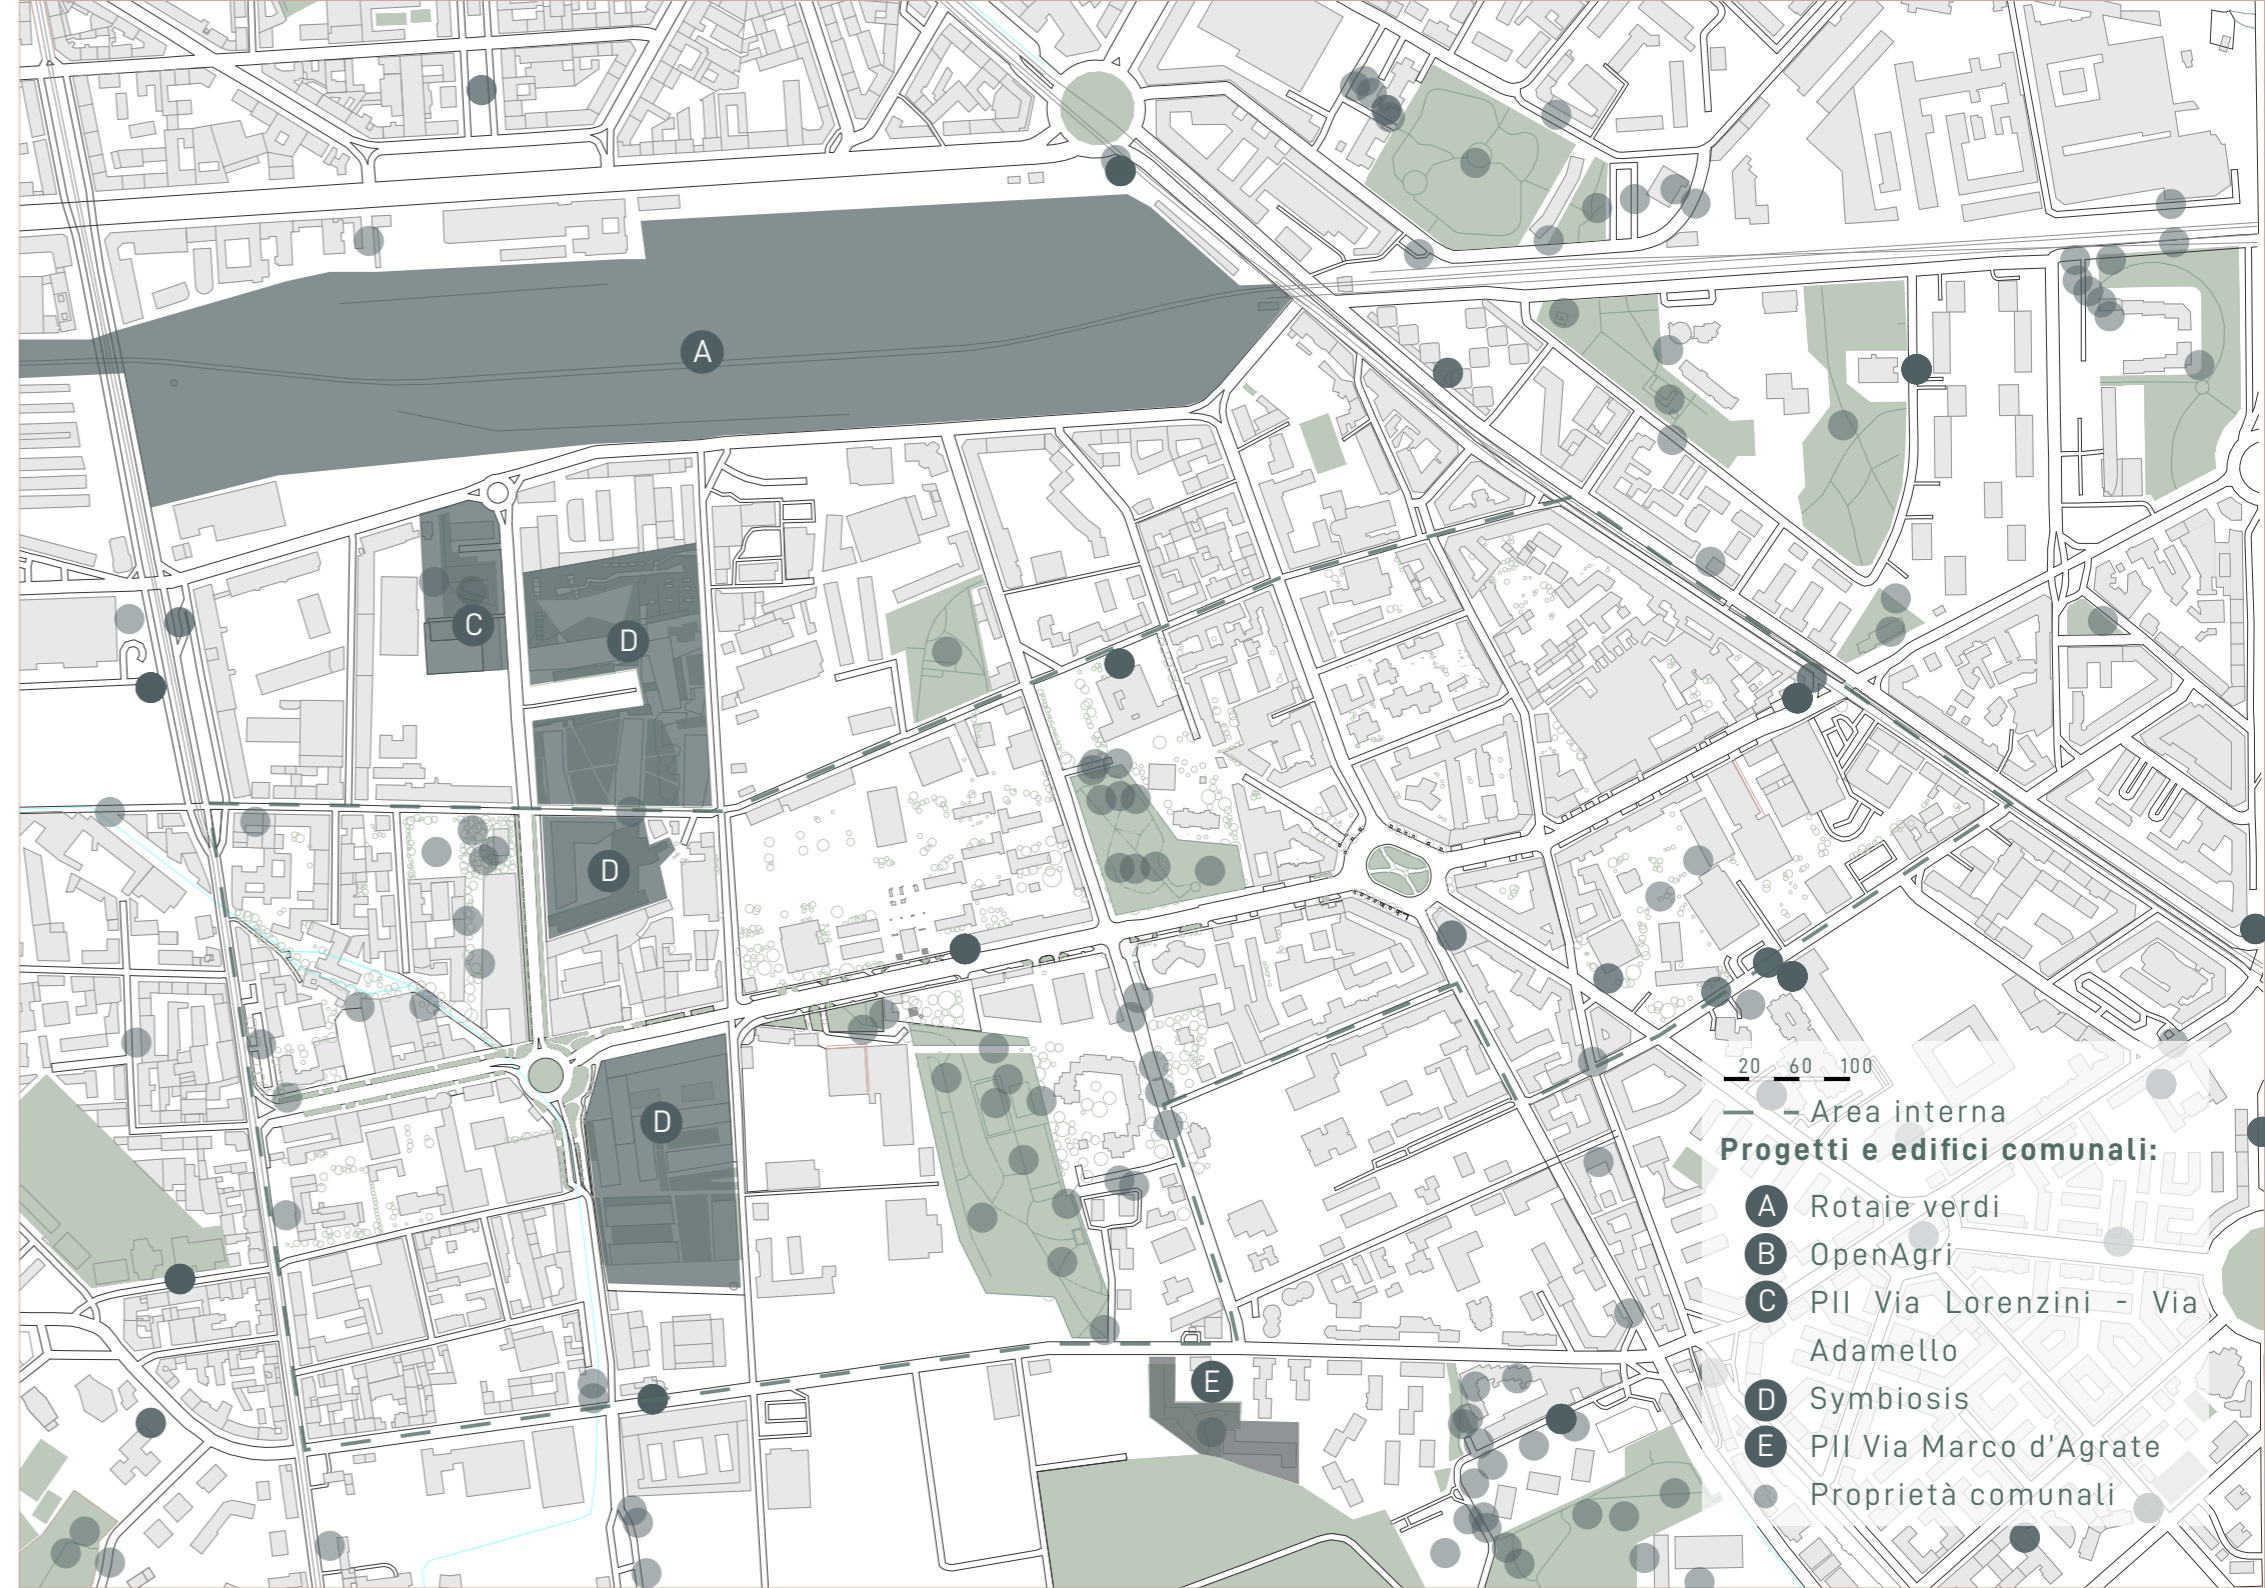 A
C
D
D
D
E
20 60 100
Area interna
Progetti e edifici comunali:
A Rotaie verdi
B OpenAgri
C PII Via Lorenzini - Via
Adamello
D Symbiosis
E PII Via Marco d'Agrate
Proprietà comunali